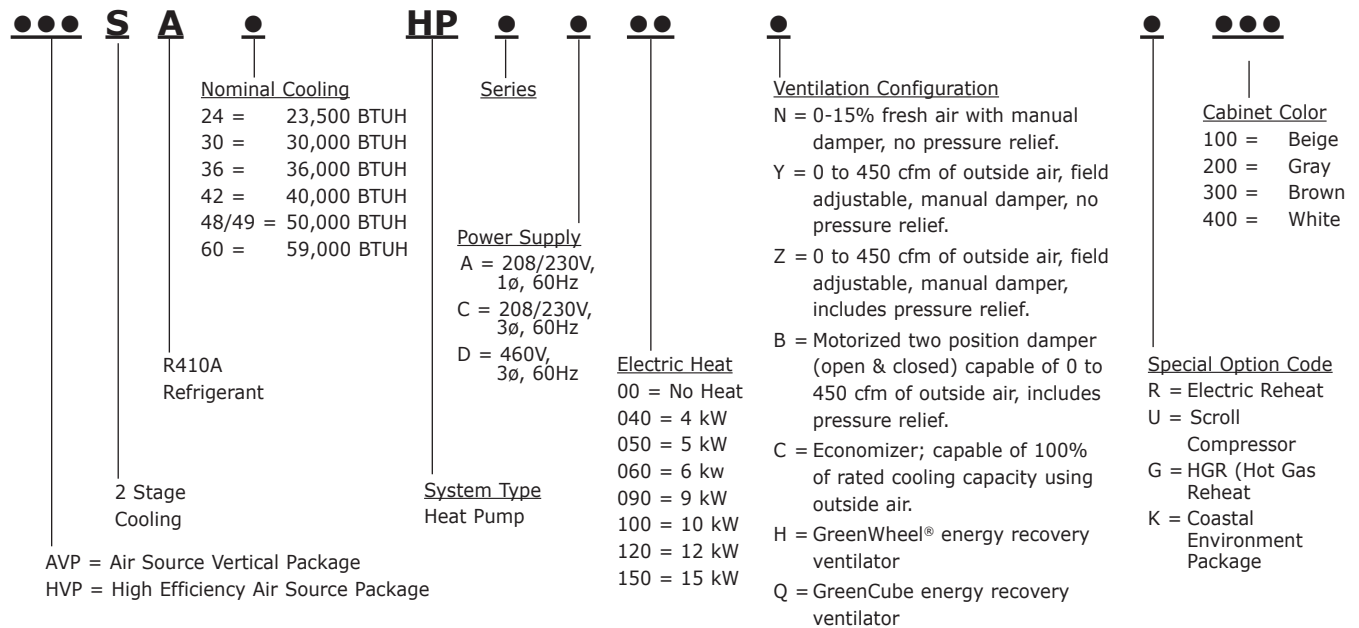 ●●● S A ● HP ● ● ●● ● ● ●●●
Nominal Cooling
24 = 23,500 BTUH
30 = 30,000 BTUH
36 = 36,000 BTUH
42 = 40,000 BTUH
48/49 = 50,000 BTUH
60 = 59,000 BTUH
Series
Ventilation Configuration
N = 0-15% fresh air with manual
damper, no pressure relief.
Y = 0 to 450 cfm of outside air, field
adjustable, manual damper, no
pressure relief.
Z = 0 to 450 cfm of outside air, field
adjustable, manual damper,
includes pressure relief.
B = Motorized two position damper
(open & closed) capable of 0 to
450 cfm of outside air, includes
pressure relief.
C = Economizer; capable of 100%
of rated cooling capacity using
outside air.
H = GreenWheel® energy recovery
ventilator
Q = GreenCube energy recovery
ventilator
Cabinet Color
100 = Beige
200 = Gray
300 = Brown
400 = White
Power Supply
A = 208/230V,
1ø, 60Hz
C = 208/230V,
3ø, 60Hz
D = 460V,
3ø, 60Hz
R410A
Refrigerant
Electric Heat
00 = No Heat
040 = 4 kW
050 = 5 kW
060 = 6 kw
090 = 9 kW
100 = 10 kW
120 = 12 kW
150 = 15 kW
Special Option Code
R = Electric Reheat
U = Scroll
Compressor
G = HGR (Hot Gas
Reheat
K = Coastal
Environment
Package
2 Stage
Cooling
System Type
Heat Pump
AVP = Air Source Vertical Package
HVP = High Efficiency Air Source Package